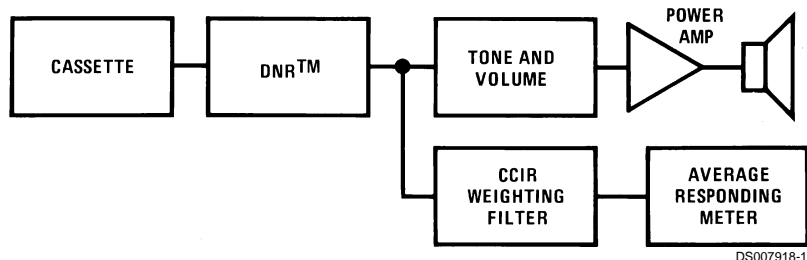 POWER
AMP
CASSETTE
DNR™
TONE AND
VOLUME
CCIR
WEIGHTING
FILTER
AVERAGE
RESPONDING
METER
DS007918-1